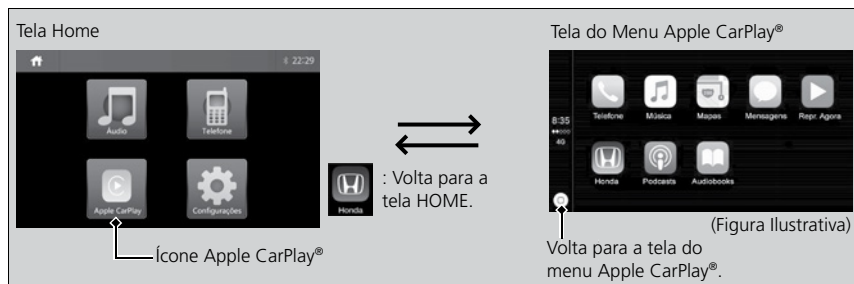 Tela Home
22:29
Áudio
Telefone
Apple CarPlay
Configurações
Ícone Apple CarPlay®
Honda
: Volta para a
tela HOME.
Tela do Menu Apple CarPlay®
8:35
4G
Telefone
Música
Mapas
Mensagens
Repr. Agora
Honda
Podcasts
Audiobooks
(Figura Ilustrativa)
Volta para a tela do
menu Apple CarPlay®.